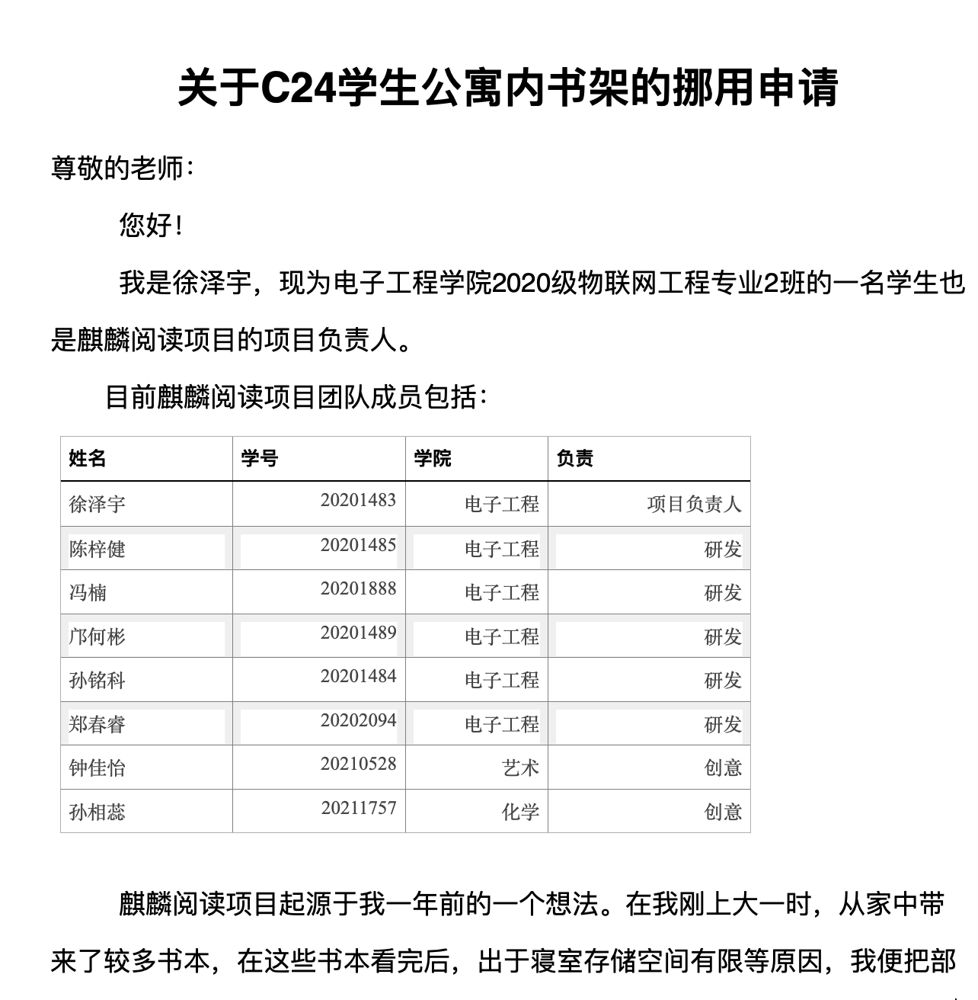 关于C24学生公寓内书架的挪用申请
尊敬的老师：
您好！
我是徐泽宇，现为电子工程学院2020级物联网工程专业2班的一名学生也
是麒麟阅读项目的项目负责人。
目前麒麟阅读项目团队成员包括：
姓名 学号 学院 负责
徐泽宇 20201483 电子工程 项目负责人
陈梓健 20201485 电子工程 研发
冯楠 20201888 电子工程 研发
邝何彬 20201489 电子工程 研发
孙铭科 20201484 电子工程 研发
郑春睿 20202094 电子工程 研发
钟佳怡 20210528 艺术 创意
孙相蕊 20211757 化学 创意
麒麟阅读项目起源于我一年前的一个想法。在我刚上大一时，从家中带
来了较多书本，在这些书本看完后，出于寝室存储空间有限等原因，我便把部